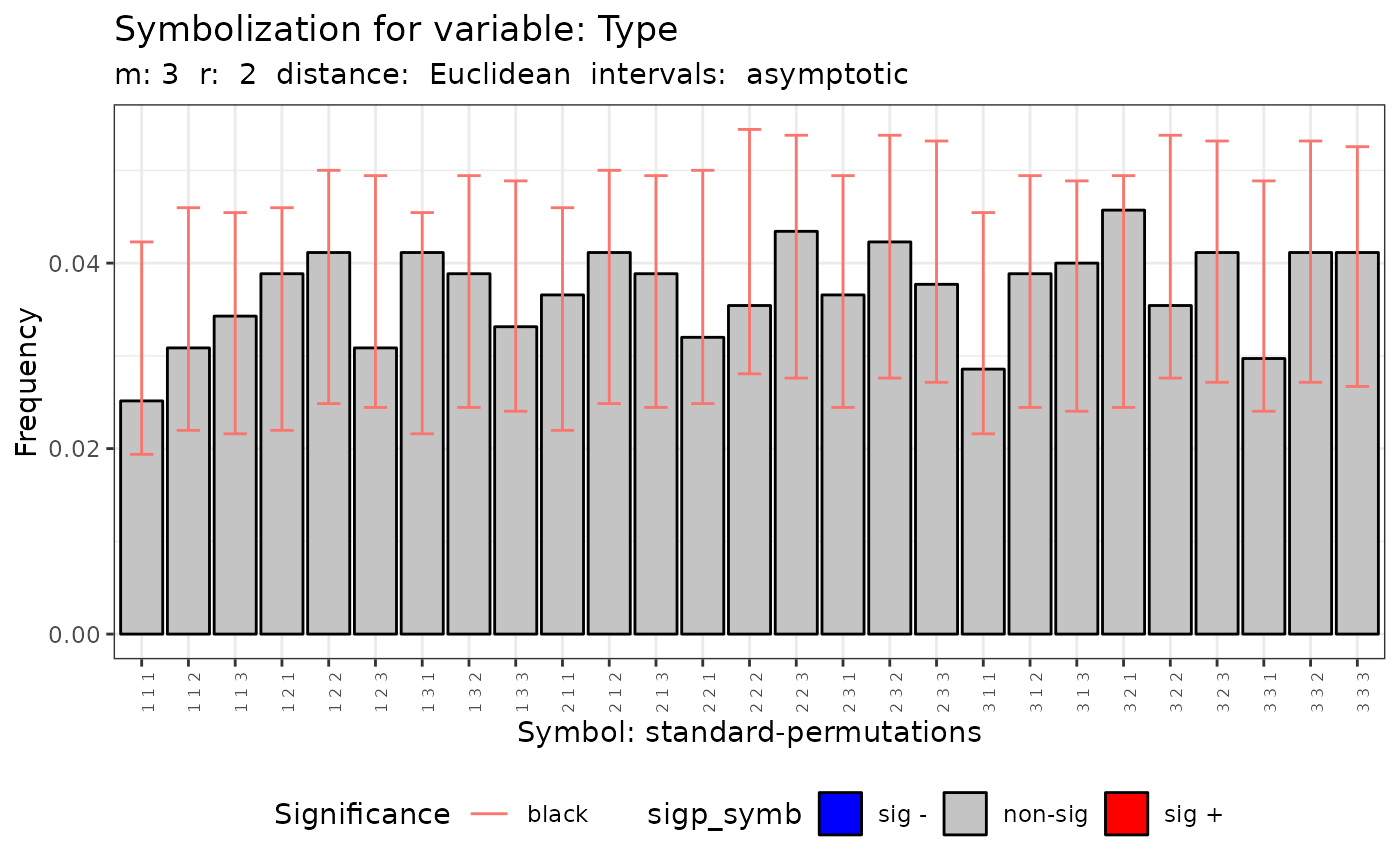 Symbolization for variable: Type
m: 3 r: 2 distance: Euclidean intervals: asymptotic
Frequency
0.04
0.02
0.00
1 1 1
1 1 2
1 1 3
1 2 1
1 2 2
1 2 3
1 3 1
1 3 2
1 3 3
2 1 1
2 1 2
2 1 3
2 2 1
2 2 2
2 2 3
2 3 1
2 3 2
2 3 3
3 1 1
3 1 2
3 1 3
3 2 1
3 2 2
3 2 3
3 3 1
3 3 2
3 3 3
Symbol: standard-permutations
Significance black sigp_symb sig - non-sig sig +